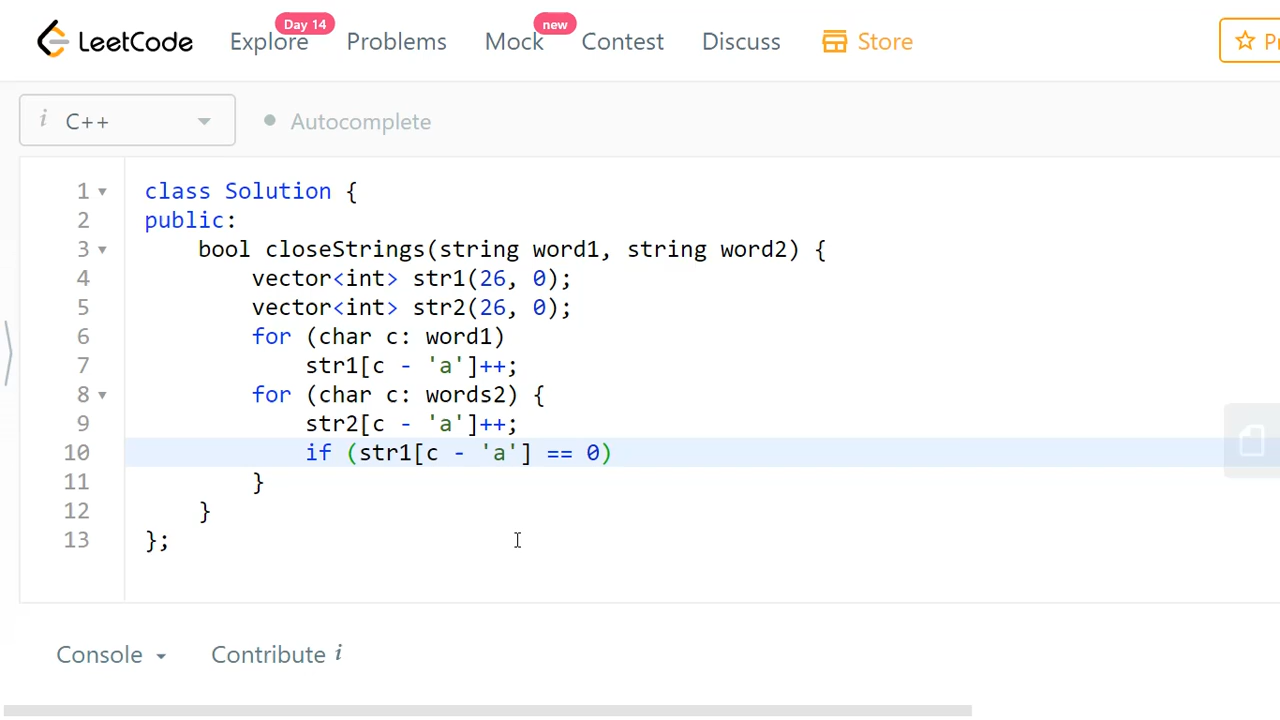 LeetCode Explore Day 14 Problems Mock new Contest Discuss Store
i C++ Autocomplete
1 class Solution {
2 public:
3 bool closeStrings(string word1, string word2) {
4 vector<int> str1(26, 0);
5 vector<int> str2(26, 0);
6 for (char c: word1)
7 str1[c - 'a']++;
8 for (char c: words2) {
9 str2[c - 'a']++;
10 if (str1[c - 'a'] == 0)
11 }
12 }
13 };
Console Contribute i